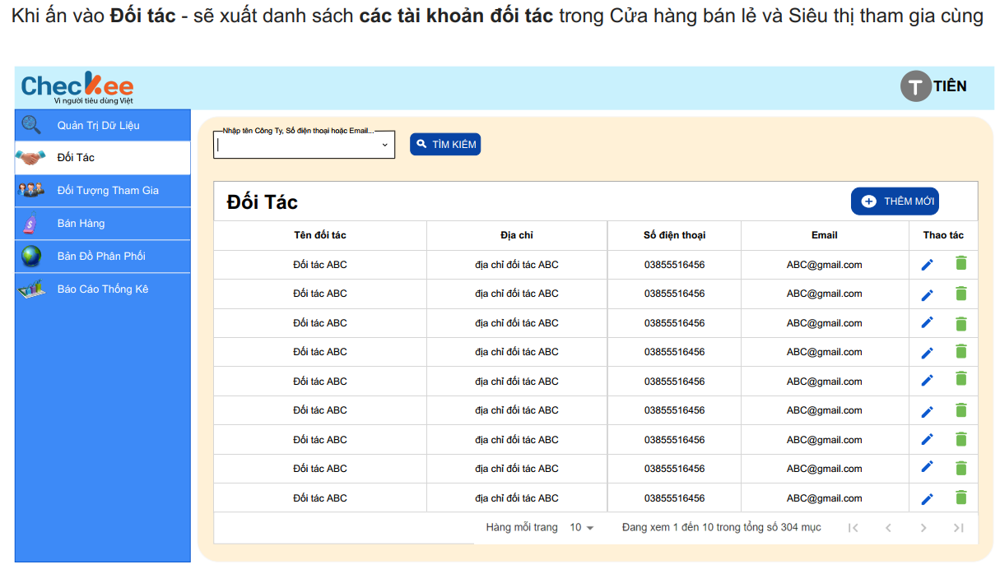 Khi ấn vào Đối tác - sẽ xuất danh sách các tài khoản đối tác trong Cửa hàng bán lẻ và Siêu thị tham gia cùng
Checkee
Vì người tiêu dùng Việt
T TIÊN
Quản Trị Dữ Liệu
Đối Tác
Đối Tượng Tham Gia
Bán Hàng
Bản Đồ Phân Phối
Báo Cáo Thống Kê
Nhập tên Công Ty, Số điện thoại hoặc Email...
TÌM KIẾM
Đối Tác
THÊM MỚI
Tên đối tác Địa chỉ Số điện thoại Email Thao tác
Đối tác ABC địa chỉ đối tác ABC 03855516456 ABC@gmail.com
Đối tác ABC địa chỉ đối tác ABC 03855516456 ABC@gmail.com
Đối tác ABC địa chỉ đối tác ABC 03855516456 ABC@gmail.com
Đối tác ABC địa chỉ đối tác ABC 03855516456 ABC@gmail.com
Đối tác ABC địa chỉ đối tác ABC 03855516456 ABC@gmail.com
Đối tác ABC địa chỉ đối tác ABC 03855516456 ABC@gmail.com
Đối tác ABC địa chỉ đối tác ABC 03855516456 ABC@gmail.com
Đối tác ABC địa chỉ đối tác ABC 03855516456 ABC@gmail.com
Đối tác ABC địa chỉ đối tác ABC 03855516456 ABC@gmail.com
Hàng mỗi trang 10 Đang xem 1 đến 10 trong tổng số 304 mục